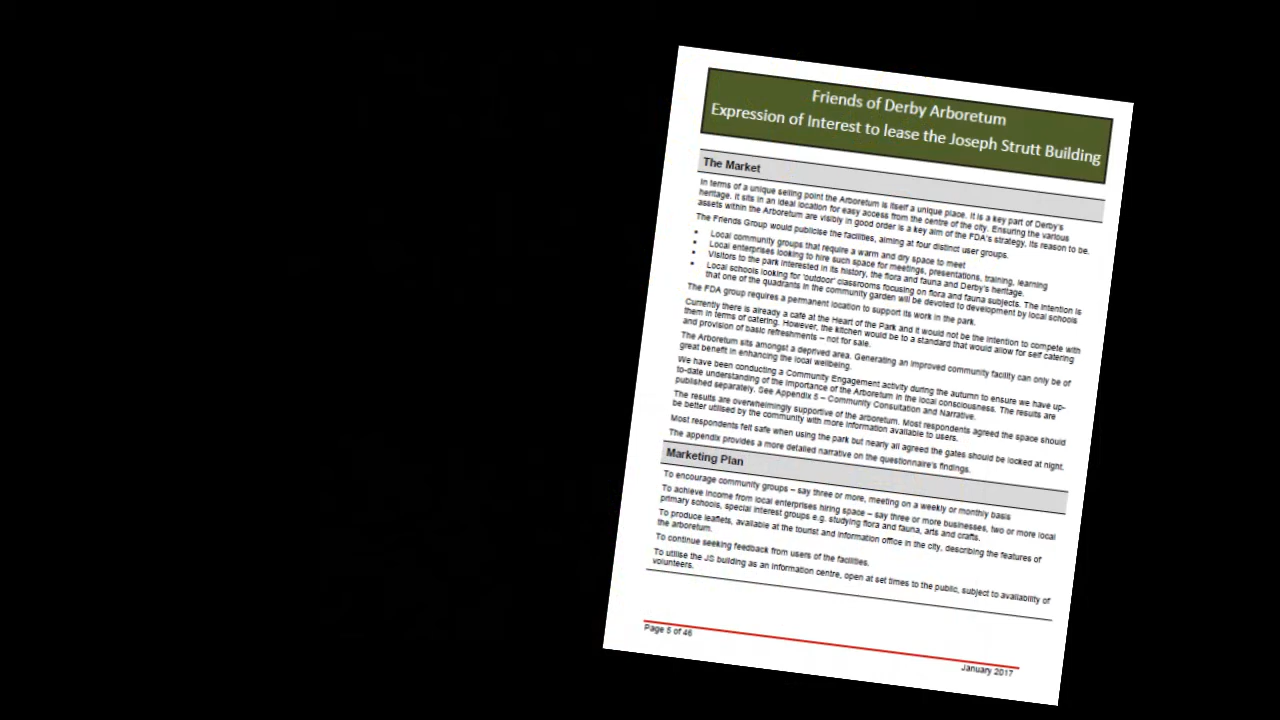 Friends of Derby Arboretum
Expression of Interest to lease the Joseph Strutt Building
The Market
In terms of a unique selling point the Arboretum is itself a unique place. It is a key part of Derby's
heritage. It sits in an ideal location for easy access from the centre of the city. Ensuring the various
assets within the Arboretum are visibly in good order is a key aim of the FDA's strategy, its reason to be.
The Friends Group would publicise the facilities, aiming at four distinct user groups.
• Local community groups that require a warm and dry space to meet
• Local enterprises looking to hire such space for meetings, presentations, training, learning
• Visitors to the park interested in its history, the flora and fauna and Derby's heritage.
• Local schools looking for 'outdoor' classrooms focusing on flora and fauna subjects. The intention is
that one of the quadrants in the community garden will be devoted to development by local schools
The FDA group requires a permanent location to support its work in the park.
Currently there is already a café at the Heart of the Park and it would not be the intention to compete with
them in terms of catering. However, the kitchen would be to a standard that would allow for self catering
and provision of basic refreshments – not for sale.
The Arboretum sits amongst a deprived area. Generating an improved community facility can only be of
great benefit in enhancing the local wellbeing.
We have been conducting a Community Engagement activity during the autumn to ensure we have up-
to-date understanding of the importance of the Arboretum in the local consciousness. The results are
published separately. See Appendix 5 – Community Consultation and Narrative.
The results are overwhelmingly supportive of the arboretum. Most respondents agreed the space should
be better utilised by the community with more information available to users.
Most respondents felt safe when using the park but nearly all agreed the gates should be locked at night.
The appendix provides a more detailed narrative on the questionnaire's findings.
Marketing Plan
To encourage community groups – say three or more, meeting on a weekly or monthly basis
To achieve income from local enterprises hiring space – say three or more businesses, two or more local
primary schools, special interest groups e.g. studying flora and fauna, arts and crafts.
To produce leaflets, available at the tourist and information office in the city, describing the features of
the arboretum.
To continue seeking feedback from users of the facilities.
To utilise the JS building as an information centre, open at set times to the public, subject to availability of
volunteers.
Page 5 of 46
January 2017